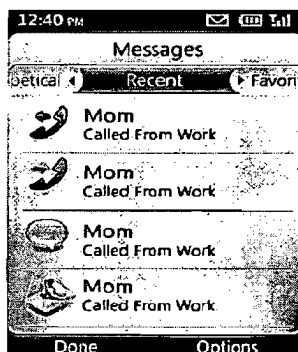 12:40 PM
Messages
betical Recent Favori
Mom
Called From Work
Mom
Called From Work
Mom
Called From Work
Mom
Called From Work
Done Options